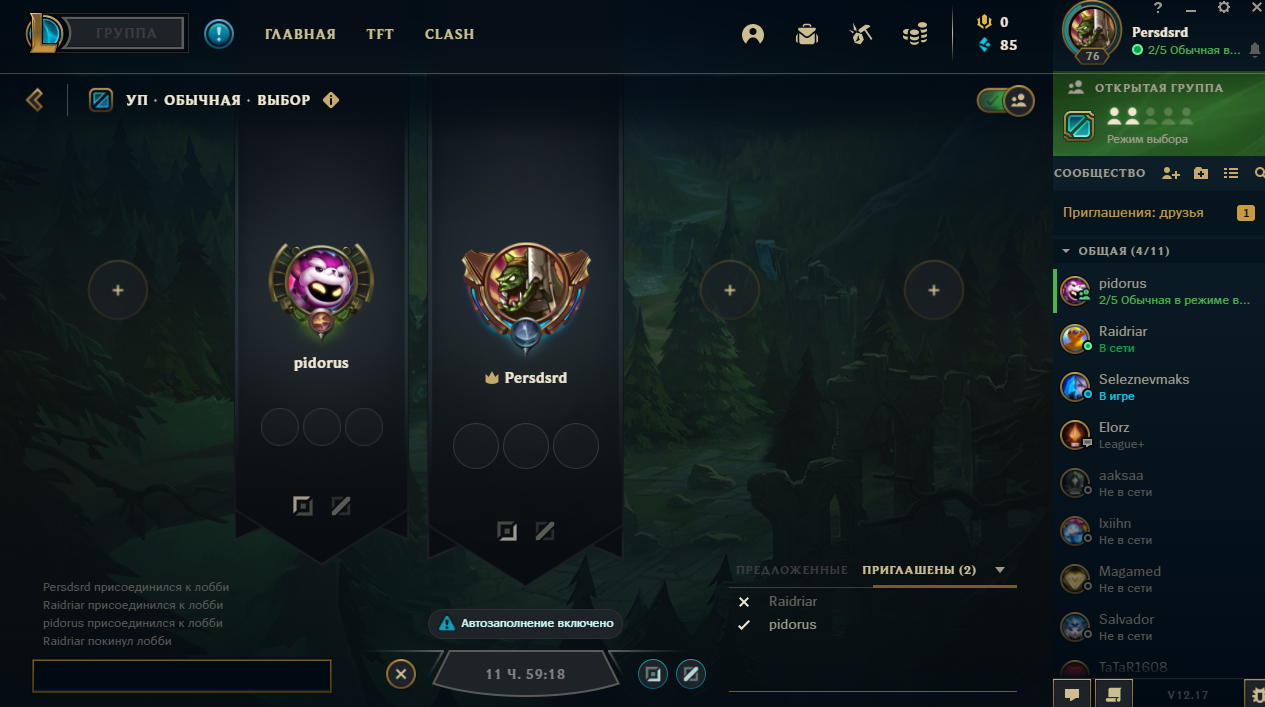 ГРУППА
ГЛАВНАЯ
TFT
CLASH
0
85
?
76
Persdsrd
2/5 Обычная в...
УП · ОБЫЧНАЯ · ВЫБОР
ОТКРЫТАЯ ГРУППА
Режим выбора
СООБЩЕСТВО
Приглашения: друзья
1
ОБЩАЯ (4/11)
pidorus
2/5 Обычная в режиме в...
Raidriar
В сети
Seleznevmaks
В игре
Elorz
League+
aaksaa
Не в сети
lxiihn
Не в сети
Magamed
Не в сети
Salvador
Не в сети
TaTaR1608
V12.17
pidorus
Persdsrd
Persdsrd присоединился к лобби
Raidriar присоединился к лобби
pidorus присоединился к лобби
Raidriar покинул лобби
Автозаполнение включено
11 Ч. 59:18
ПРЕДЛОЖЕННЫЕ
ПРИГЛАШЕНЫ (2)
Raidriar
pidorus